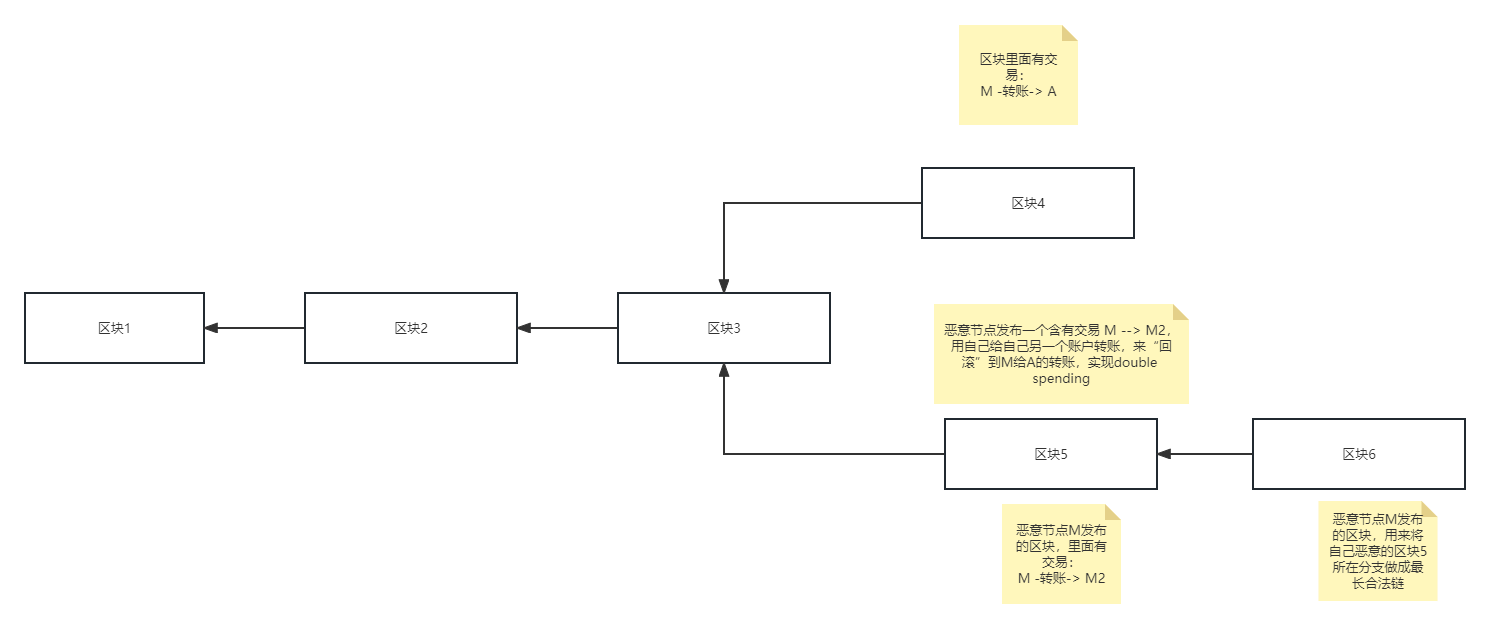 区块里面有交
易：
M -转账-> A
区块4
区块1
区块2
区块3
恶意节点发布一个含有交易 M --> M2，
用自己给自己另一个账户转账，来“回
滚”到M给A的转账，实现double
spending
区块5
区块6
恶意节点M发布
的区块，里面有
交易：
M -转账-> M2
恶意节点M发布
的区块，用来将
自己恶意的区块5
所在分支做成最
长合法链